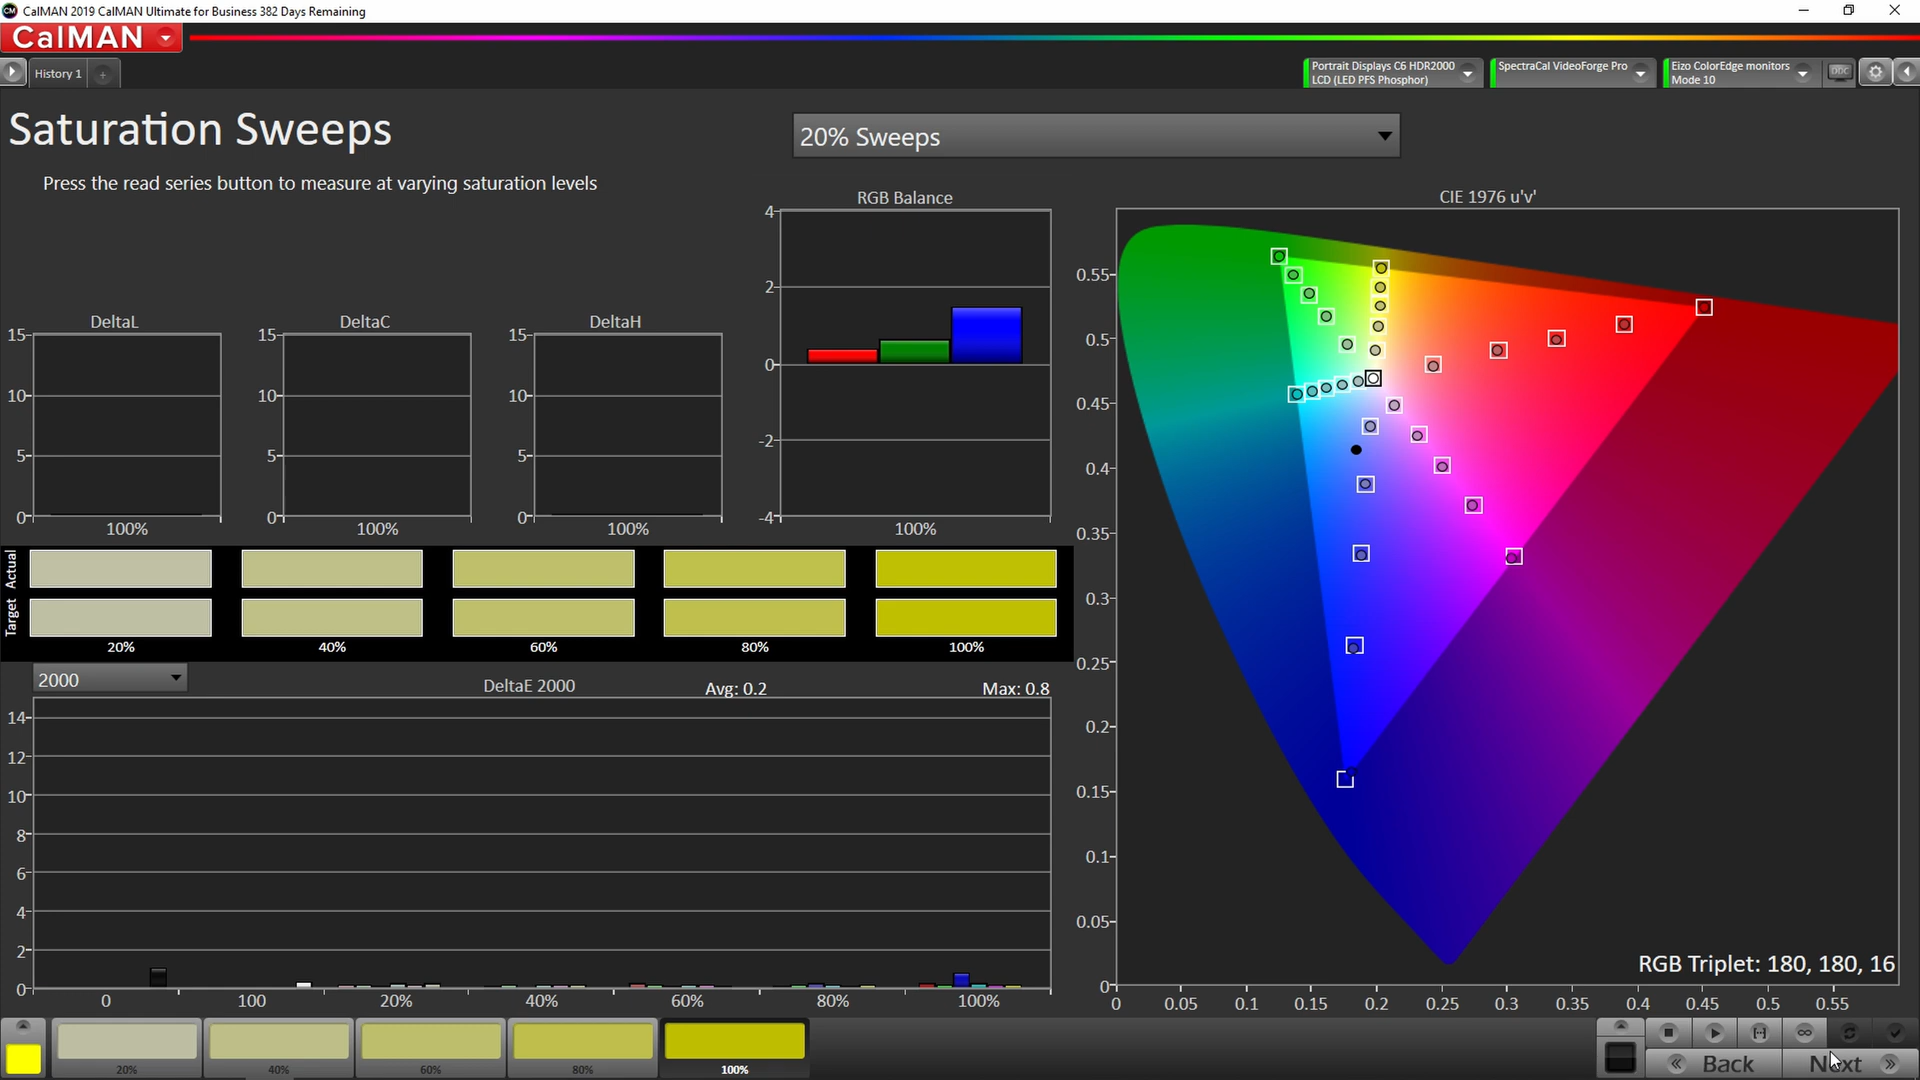 CalMAN 2019 CalMAN Ultimate for Business 382 Days Remaining
CalMAN
History 1
Portrait Displays C6 HDR2000
LCD (LED PFS Phosphor)
SpectraCal VideoForge Pro
Eizo ColorEdge monitors
Mode 10
DDC
Saturation Sweeps
20% Sweeps
Press the read series button to measure at varying saturation levels
RGB Balance
4
2
0
-2
-4
100%
DeltaL
15
10
5
0
100%
DeltaC
15
10
5
0
100%
DeltaH
15
10
5
0
100%
CIE 1976 u'v'
0.55
0.5
0.45
0.4
0.35
0.3
0.25
0.2
0.15
0.1
0.05
0
0 0.05 0.1 0.15 0.2 0.25 0.3 0.35 0.4 0.45 0.5 0.55
RGB Triplet: 180, 180, 16
Actual
Target
20% 40% 60% 80% 100%
2000
DeltaE 2000
Avg: 0.2
Max: 0.8
14
12
10
8
6
4
2
0
0 100 20% 40% 60% 80% 100%
20% 40% 60% 80% 100%
Back
Next